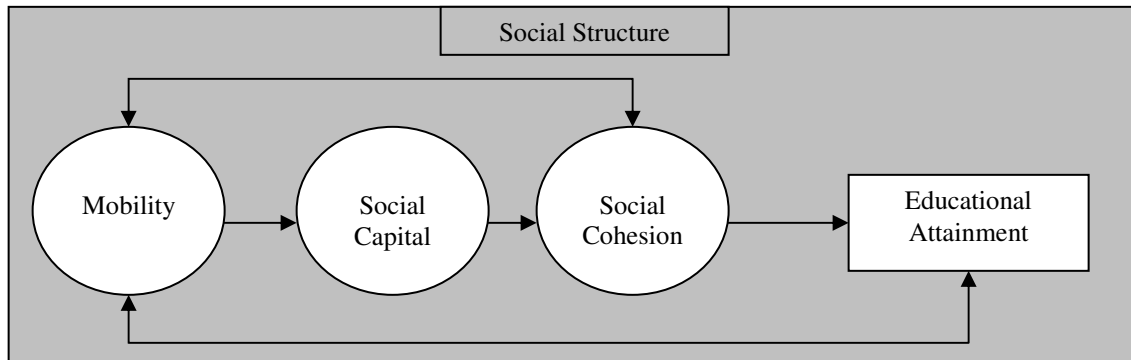 Social Structure
Mobility
Social
Capital
Social
Cohesion
Educational
Attainment